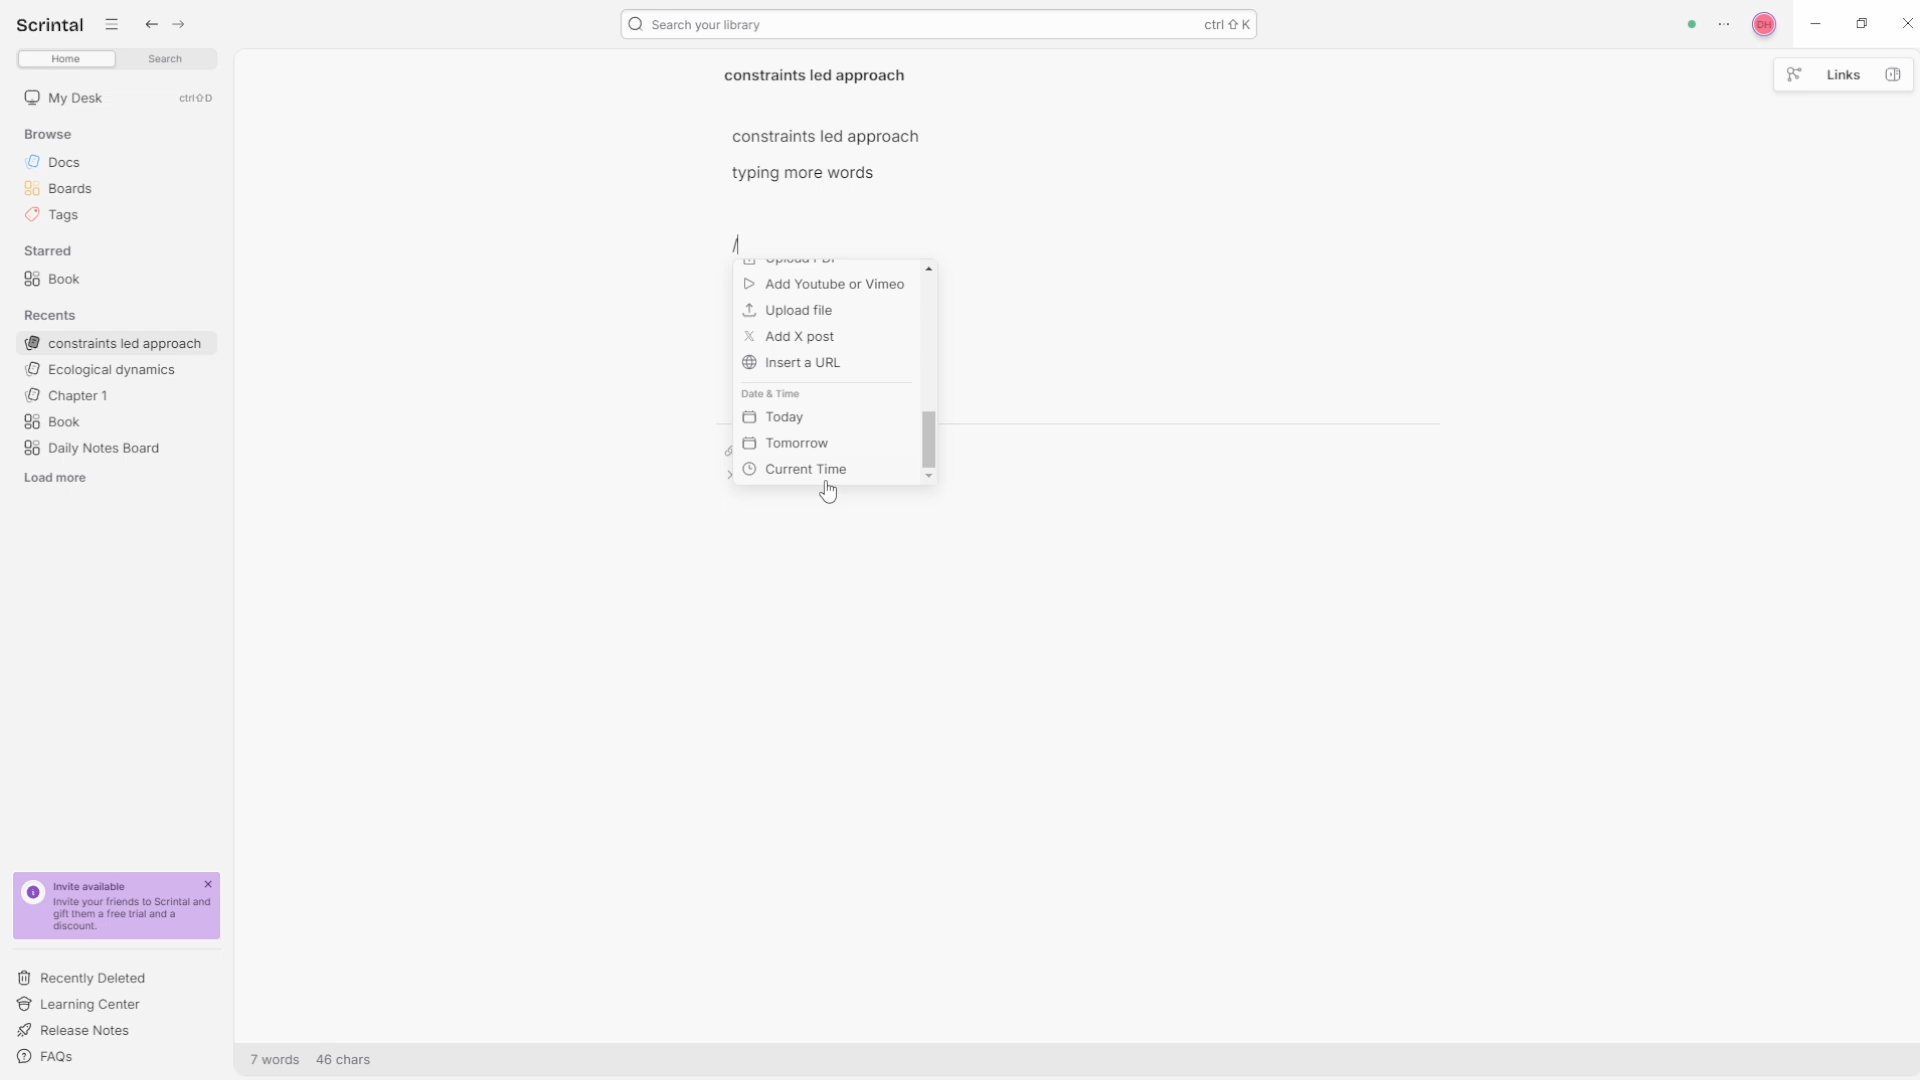 Scrintal
Search your library
ctrl ⇧ K
DH
Home
Search
My Desk
ctrl⇧D
Browse
Docs
Boards
Tags
Starred
Book
Recents
constraints led approach
Ecological dynamics
Chapter 1
Book
Daily Notes Board
Load more
Invite available
Invite your friends to Scrintal and
gift them a free trial and a
discount.
Recently Deleted
Learning Center
Release Notes
FAQs
constraints led approach
Links
constraints led approach
typing more words
/
Upload PDF
Add Youtube or Vimeo
Upload file
Add X post
Insert a URL
Date & Time
Today
Tomorrow
Current Time
7 words 46 chars